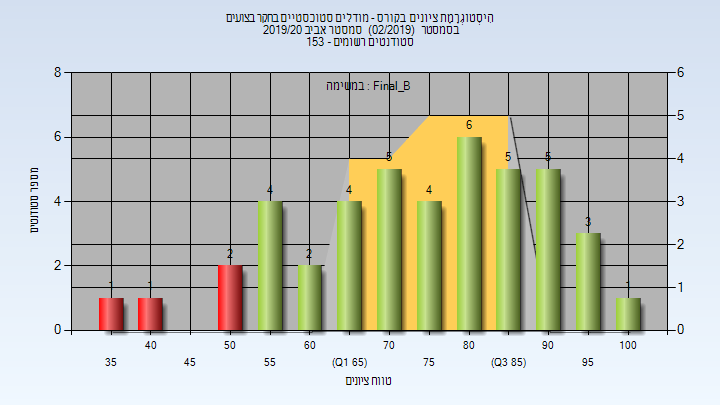 הִיסְטוֹגְרָמַת ציונים בקורס - מודלים סטוכסטיים בחקר בצועים
בסמסטר (02/2019) סמסטר אביב 2019/20
סטודנטים רשומים - 153
במשימה : Final_B
מספר סטודנטים
8 6 4 2 0
6 5 4 3 2 1 0
1 1 2 4 2 4 5 4 6 5 5 3 1
40 50 60 70 80 90 100
35 45 55 (Q1 65) 75 (Q3 85) 95
טווח ציונים